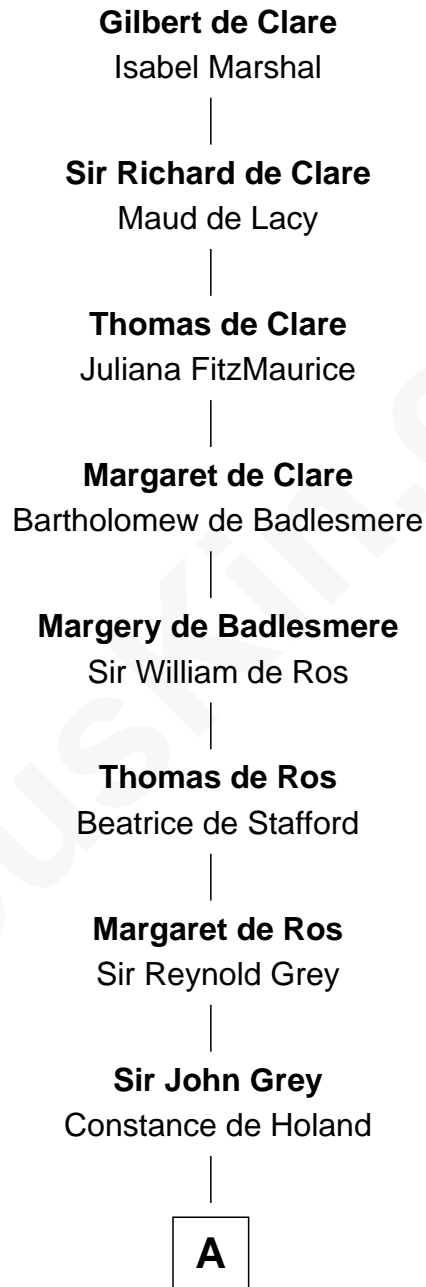 Gilbert de Clare
Isabel Marshal
Sir Richard de Clare
Maud de Lacy
Thomas de Clare
Juliana FitzMaurice
Margaret de Clare
Bartholomew de Badlesmere
Margery de Badlesmere
Sir William de Ros
Thomas de Ros
Beatrice de Stafford
Margaret de Ros
Sir Reynold Grey
Sir John Grey
Constance de Holand
A